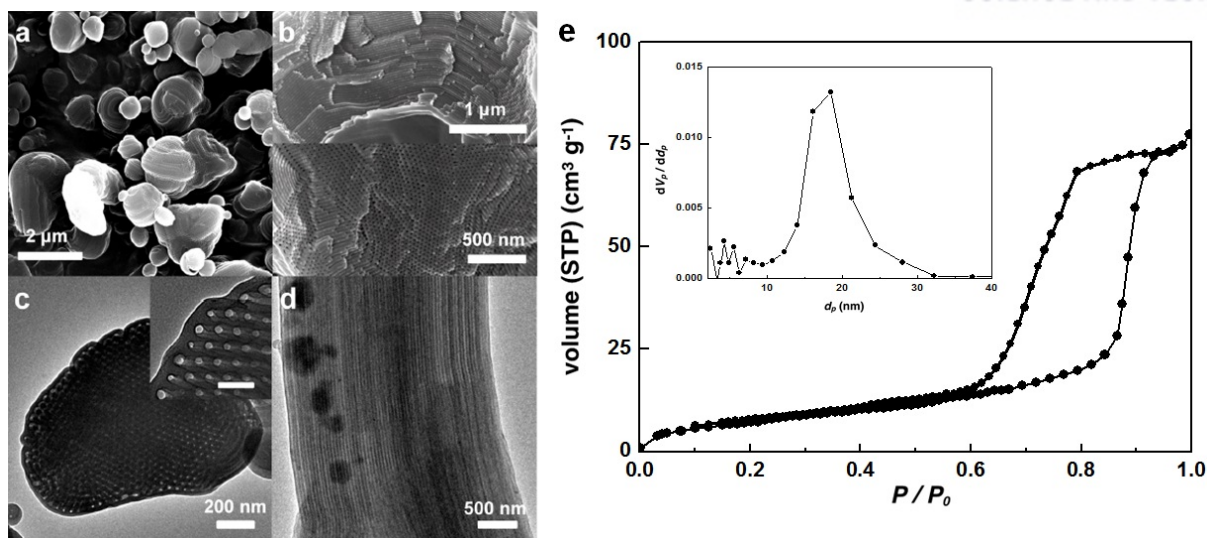 a
2 µm
b
1 µm
500 nm
c
200 nm
d
500 nm
e
volume (STP) (cm³ g⁻¹)
100
75
50
25
0
0.0 0.2 0.4 0.6 0.8 1.0
P / P₀
dVₚ / ddₚ
0.015
0.010
0.005
0.000
10 20 30 40
dₚ (nm)